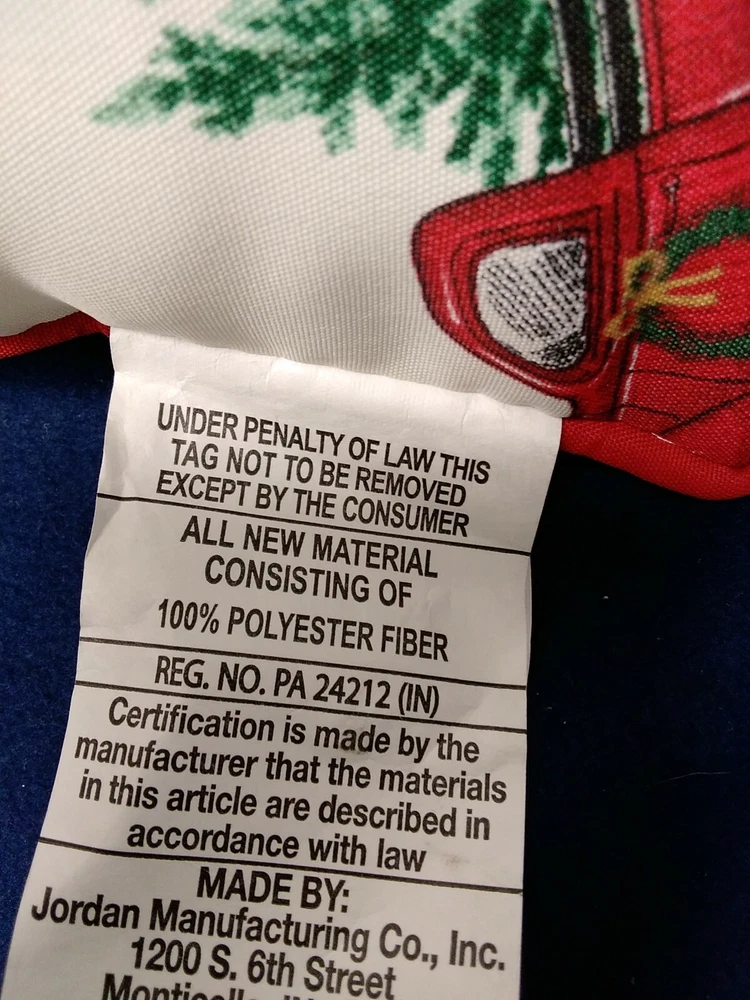 UNDER PENALTY OF LAW THIS
TAG NOT TO BE REMOVED
EXCEPT BY THE CONSUMER
ALL NEW MATERIAL
CONSISTING OF
100% POLYESTER FIBER
REG. NO. PA 24212 (IN)
Certification is made by the
manufacturer that the materials
in this article are described in
accordance with law
MADE BY:
Jordan Manufacturing Co., Inc.
1200 S. 6th Street
Monticello,